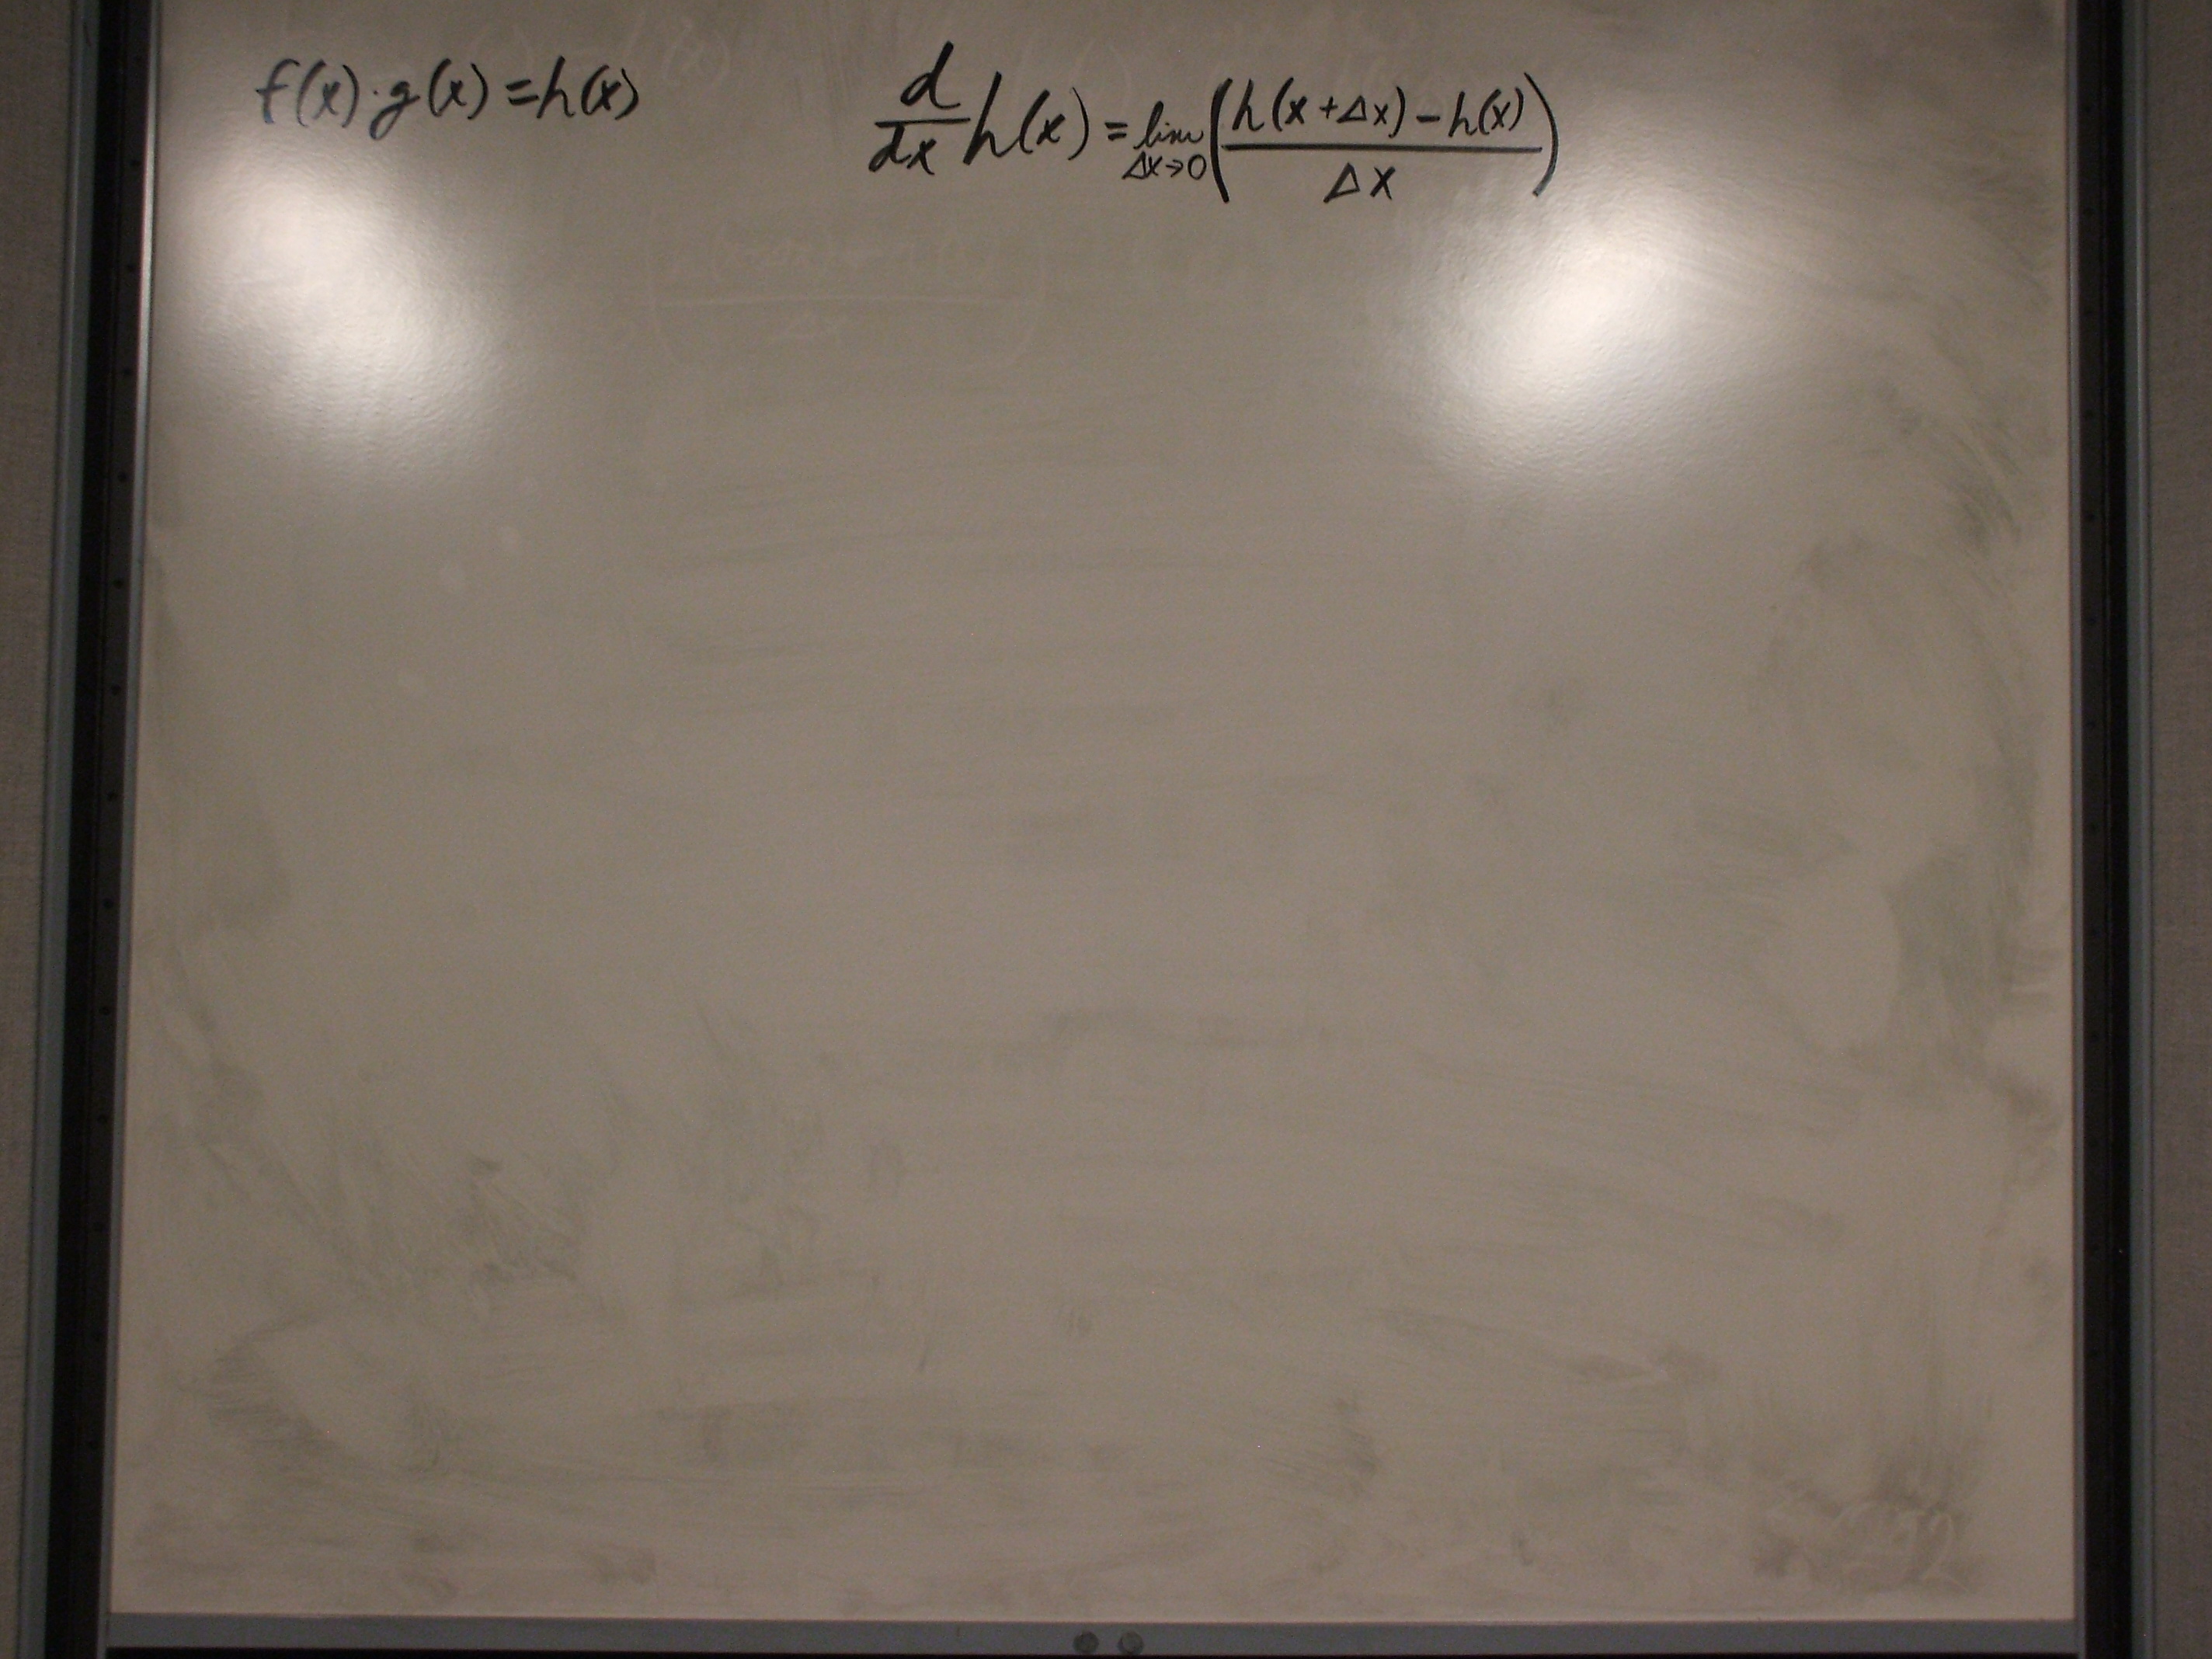 f(x)·g(x)=h(x)
d/dx h(x) = lim Δx→0 ((h(x+Δx)-h(x))/Δx)